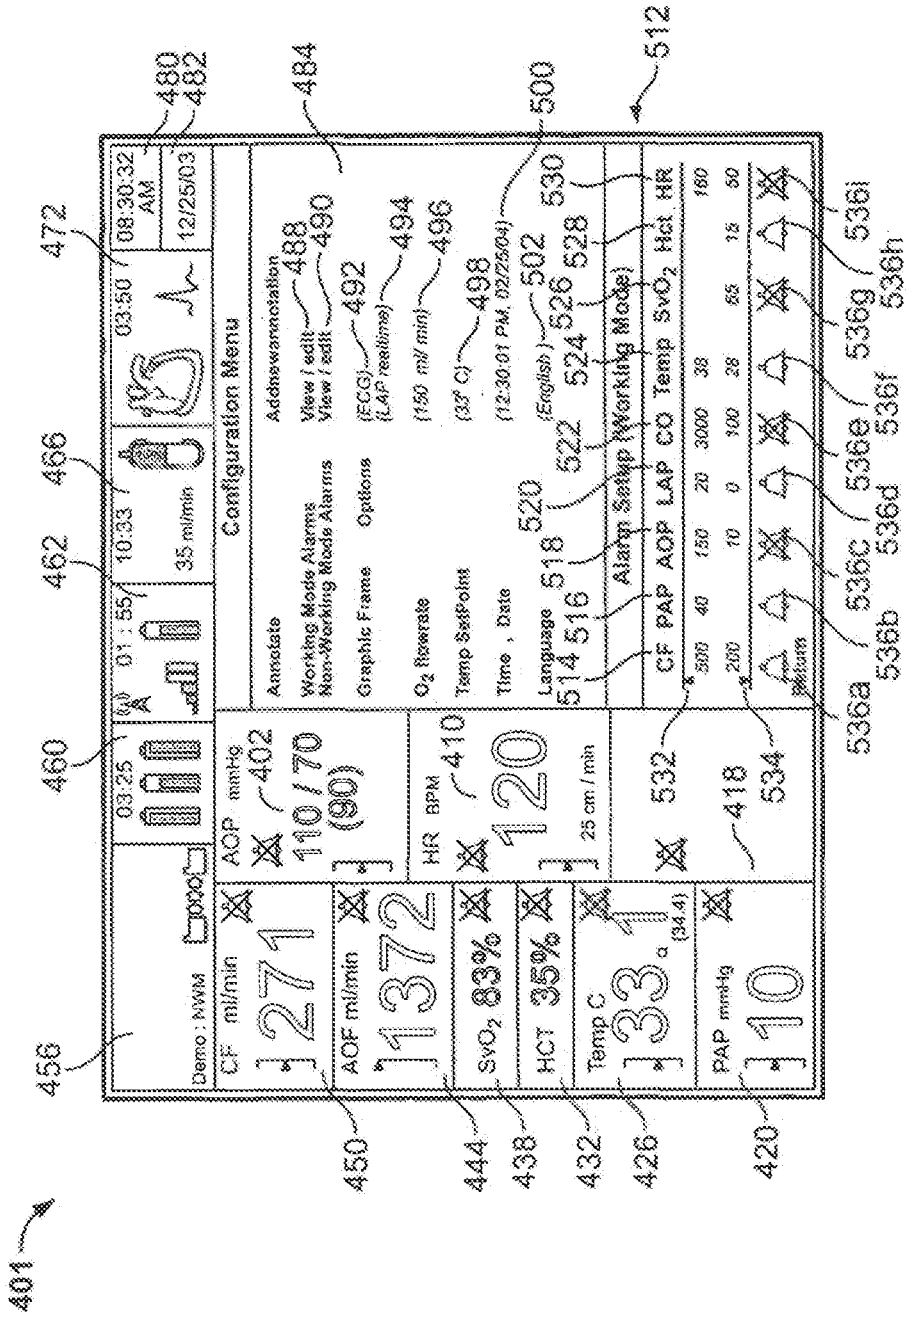 401
456
460
462
466
472
480
482
Demo : NWM
03:25
01 : 55
10:33
35 ml/min
03:50
08:30:32
AM
12/25/03
CF ml/min
271
450
AOF ml/min
1372
444
SvO2 83%
438
HCT 35%
432
Temp C
33.1
(34.4)
426
PAP mmHg
10
420
AOP mmHg
402
110 / 70
(90)
HR BPM
410
120
25 cm / min
418
Configuration Menu
484
Annotate Addnewannotation
Working Mode Alarms View / edit 488
Non-Working Mode Alarms View / edit 490
Graphic Frame Options (ECG) 492
(LAP realtime) 494
O2 flowrate (150 ml / min) 496
Temp SetPoint (33° C) 498
Time , Date (12:30:01 PM, 02/25/04) 500
Language (English) 502
514 516 518 520 522 524 526 528 530
Alarm Setup (Working Mode)
512
CF PAP AOP LAP CO Temp SvO2 Hct HR
532 500 40 150 20 3000 38 160
534 200 10 0 100 28 65 15 50
Return
536a 536b 536c 536d 536e 536f 536g 536h 536i